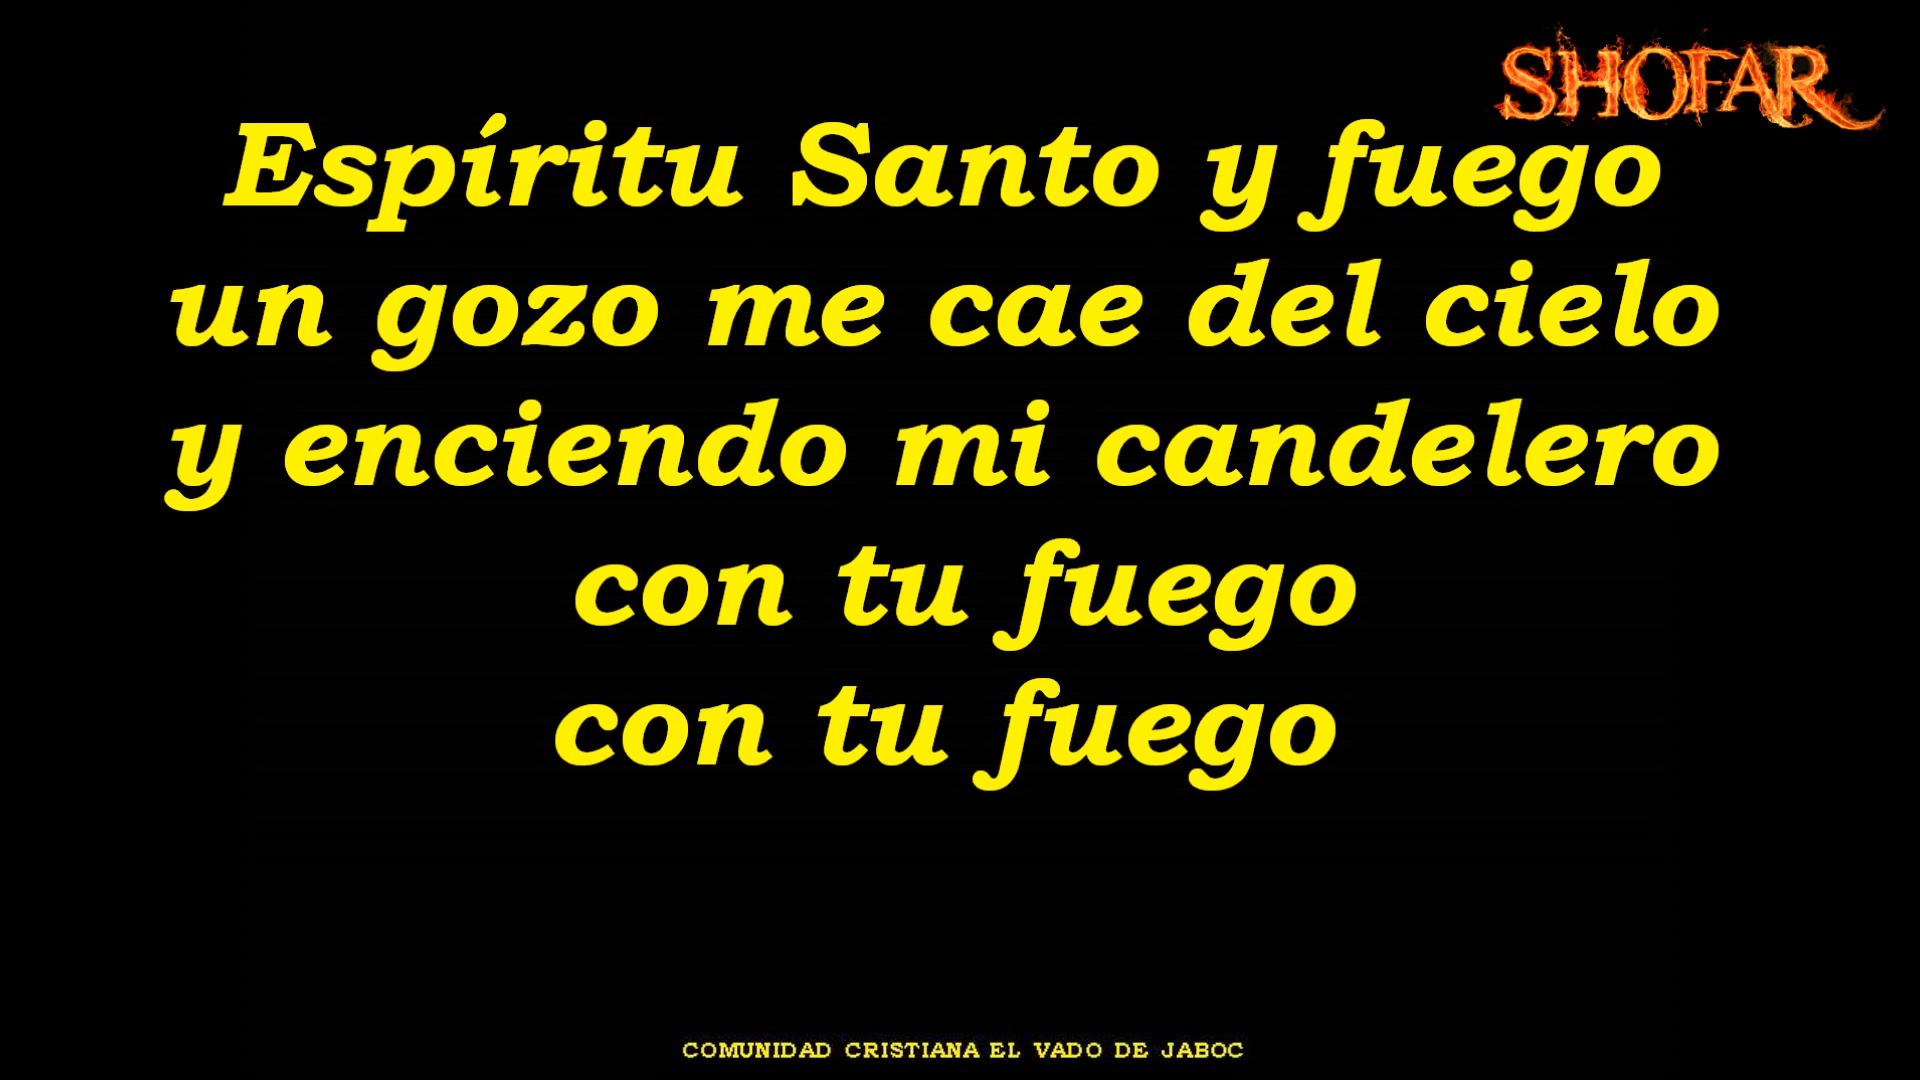 SHOFAR
Espíritu Santo y fuego
un gozo me cae del cielo
y enciendo mi candelero
con tu fuego
con tu fuego
COMUNIDAD CRISTIANA EL VADO DE JABOC